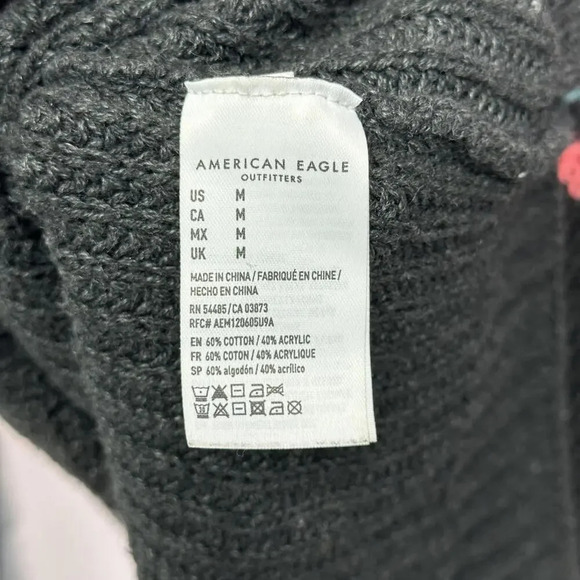 AMERICAN EAGLE
OUTFITTERS
US M
CA M
MX M
UK M
MADE IN CHINA / FABRIQUÉ EN CHINE /
HECHO EN CHINA
RN 54485/CA 03873
RFC# AEM120605U9A
EN 60% COTTON / 40% ACRYLIC
FR 60% COTON / 40% ACRYLIQUE
SP 60% algodón / 40% acrílico